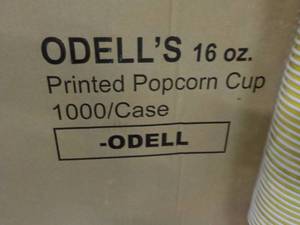 ODELL'S 16 oz.
Printed Popcorn Cup
1000/Case
-ODELL